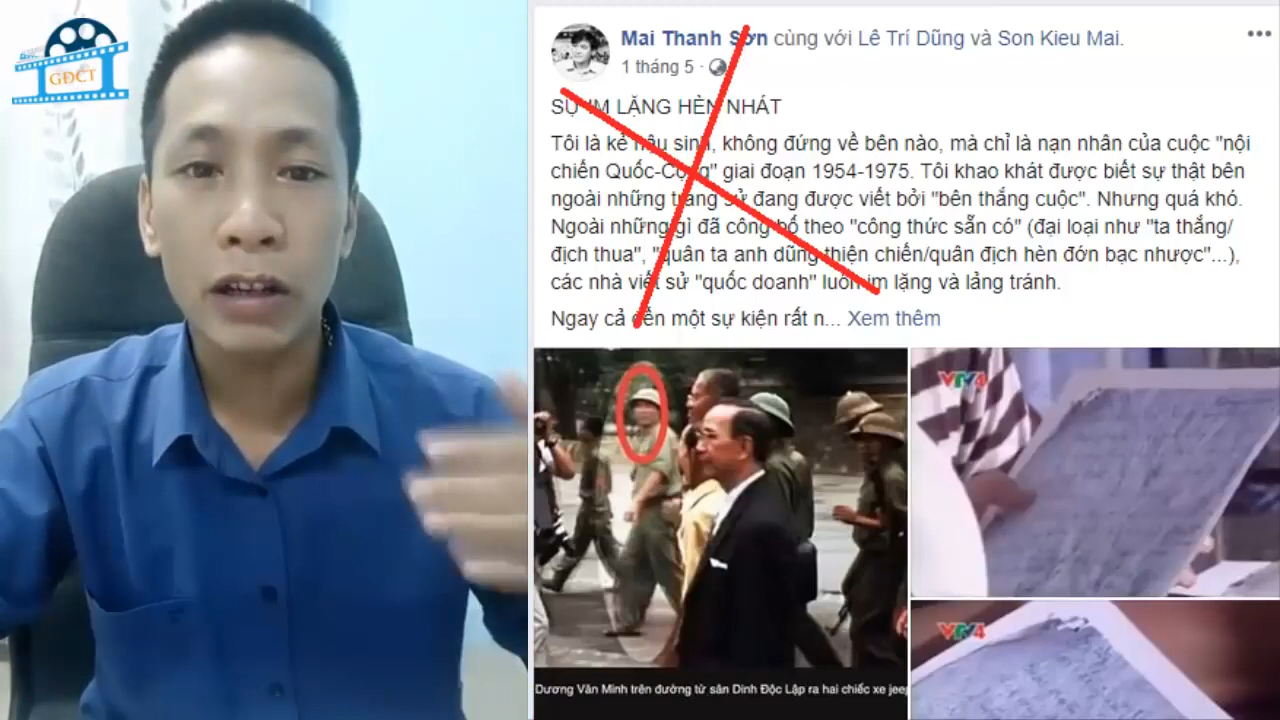 GĐCT
Mai Thanh Sơn cùng với Lê Trí Dũng và Son Kieu Mai.
1 tháng 5 ·
SỰ IM LẶNG HÈN NHÁT
Tôi là kẻ hậu sinh, không đứng về bên nào, mà chỉ là nạn nhân của cuộc "nội
chiến Quốc-Cộng" giai đoạn 1954-1975. Tôi khao khát được biết sự thật bên
ngoài những trang sử đang được viết bởi "bên thắng cuộc". Nhưng quá khó.
Ngoài những gì đã công bố theo "công thức sẵn có" (đại loại như "ta thắng/
địch thua", "quân ta anh dũng thiện chiến/quân địch hèn đớn bạc nhược"...),
các nhà viết sử "quốc doanh" luôn im lặng và lảng tránh.
Ngay cả đến một sự kiện rất n... Xem thêm
VTV4
VTV4
Dương Văn Minh trên đường từ sân Dinh Độc Lập ra hai chiếc xe jeep